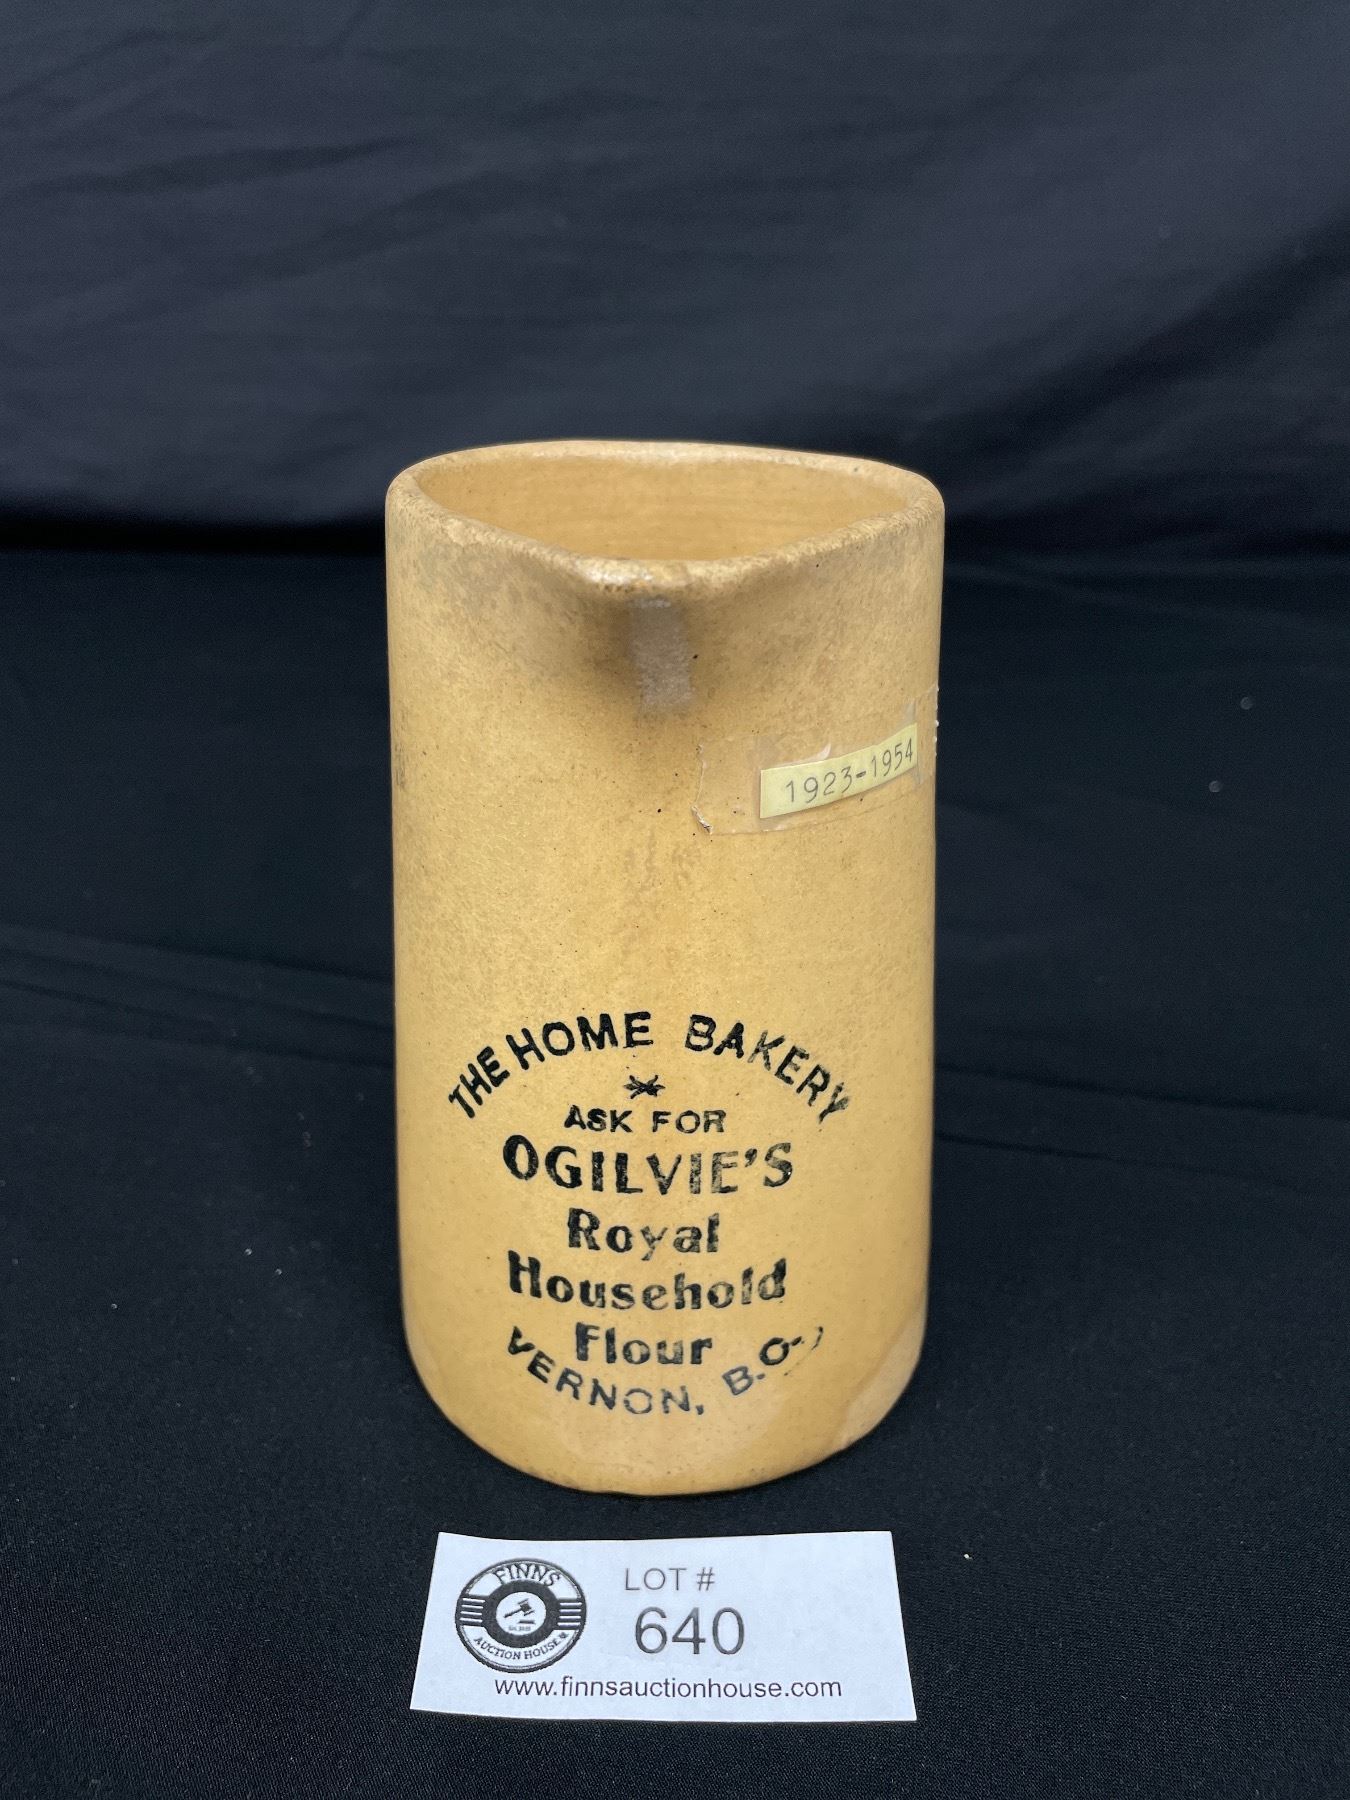 1923-1954
THE HOME BAKERY
ASK FOR
OGILVIE'S
Royal
Household
Flour
VERNON, B.C.
FINNS
AUCTION HOUSE
LOT #
640
www.finnsauctionhouse.com